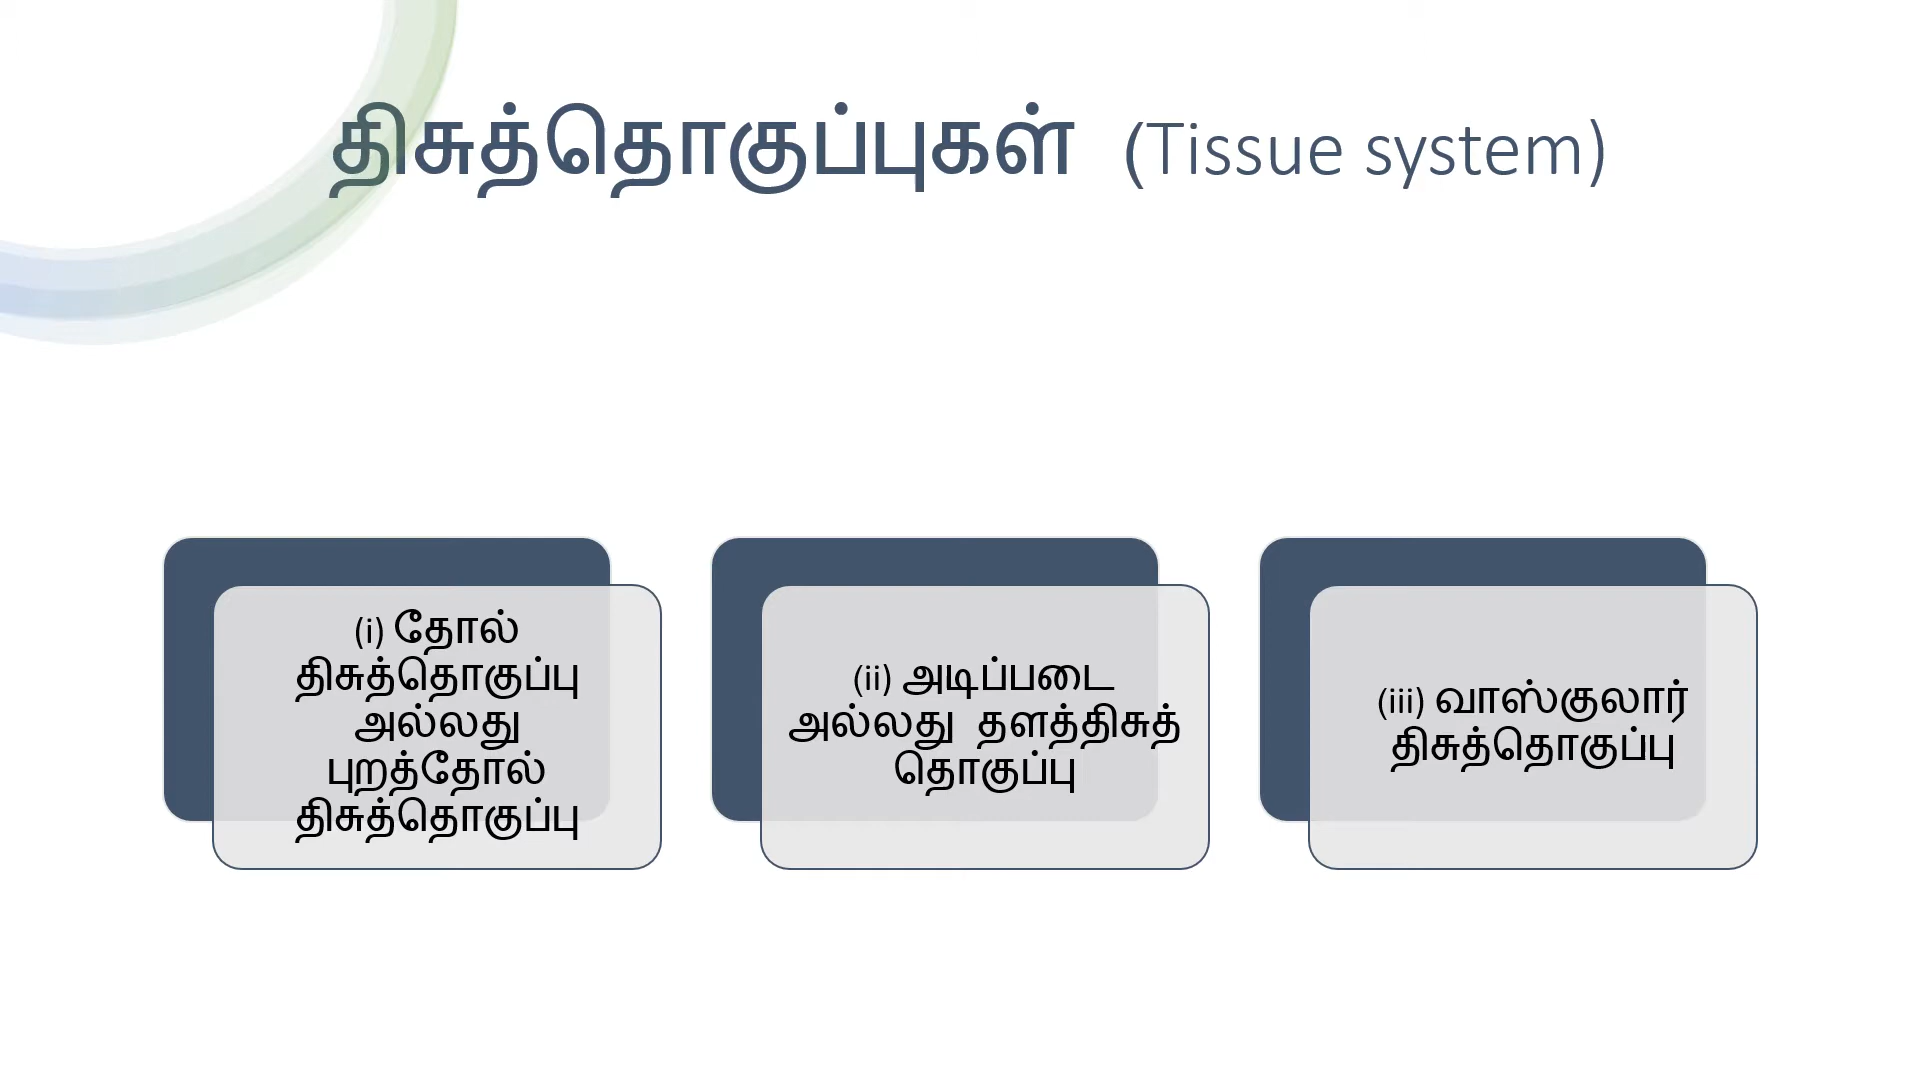 திசுத்தொகுப்புகள் (Tissue system)
(i) தோல்
திசுத்தொகுப்பு
அல்லது
புறத்தோல்
திசுத்தொகுப்பு
(ii) அடிப்படை
அல்லது தளத்திசுத்
தொகுப்பு
(iii) வாஸ்குலார்
திசுத்தொகுப்பு